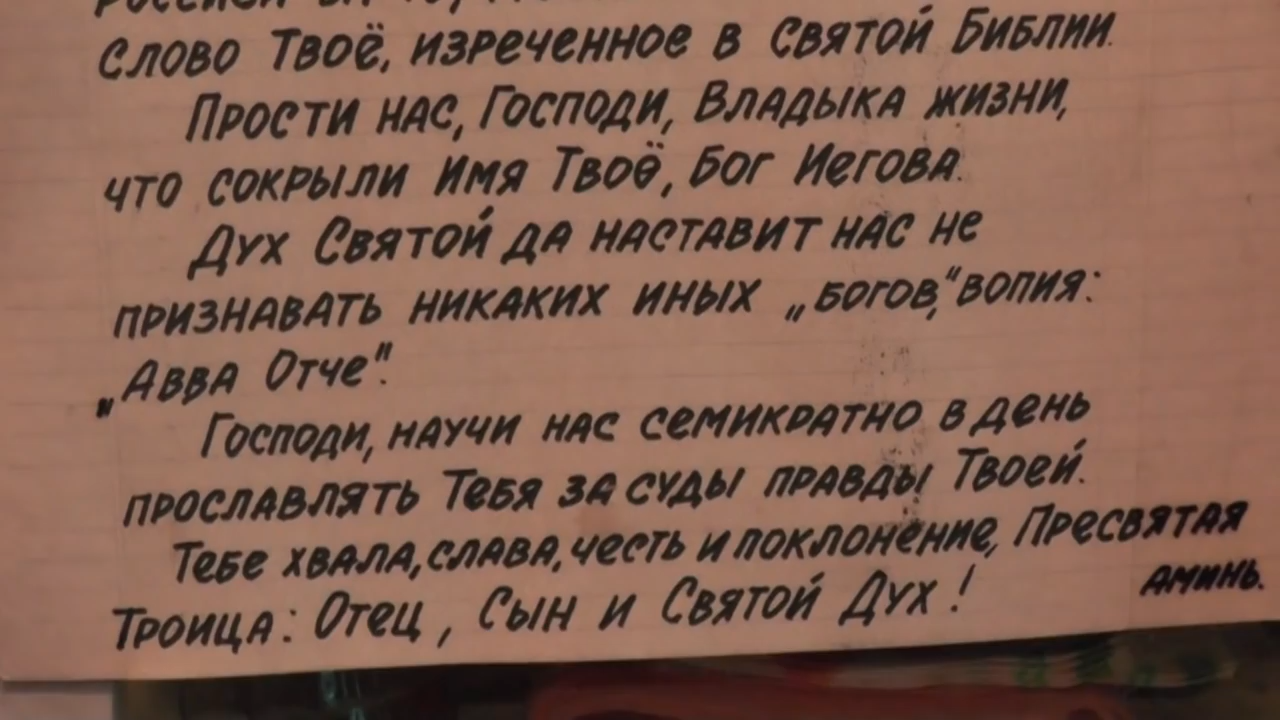 Слово Твоё, изреченное в Святой Библии.
Прости нас, Господи, Владыка жизни,
что сокрыли Имя Твоё, Бог Иегова.
Дух Святой да наставит нас не
признавать никаких иных „богов,“ вопия:
„Авва Отче".
Господи, научи нас семикратно в день
прославлять Тебя за суды правды Твоей.
Тебе хвала, слава, честь и поклонение, Пресвятая
Троица: Отец, Сын и Святой Дух!
аминь.